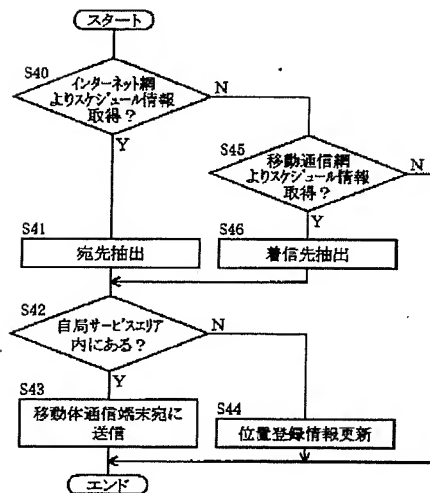 スタート
S40
インターネット網
よりスケジュール情報
取得？
N
Y
S45
移動通信網
よりスケジュール情報
取得？
N
Y
S41
宛先抽出
S46
着信先抽出
S42
自局サービスエリア
内にある？
N
Y
S43
移動体通信端末宛に
送信
S44
位置登録情報更新
エンド